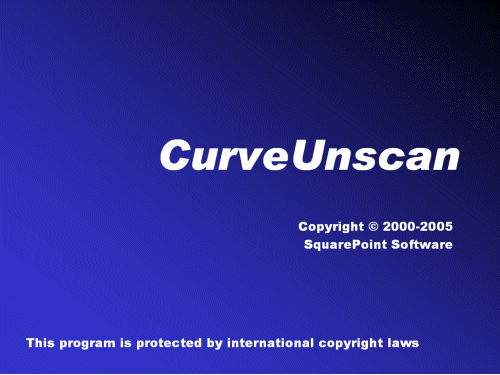 CurveUnscan
Copyright © 2000-2005
SquarePoint Software
This program is protected by international copyright laws